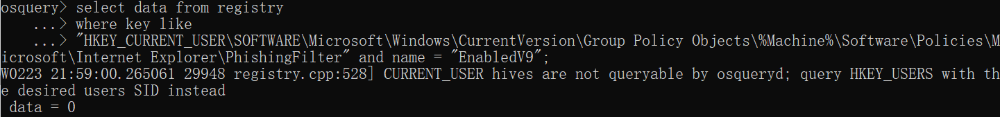 osquery> select data from registry
    ...> where key like
    ...> "HKEY_CURRENT_USER\SOFTWARE\Microsoft\Windows\CurrentVersion\Group Policy Objects\%Machine%\Software\Policies\M
icrosoft\Internet Explorer\PhishingFilter" and name = "EnabledV9";
W0223 21:59:00.265061 29948 registry.cpp:528] CURRENT_USER hives are not queryable by osqueryd; query HKEY_USERS with th
e desired users SID instead
 data = 0